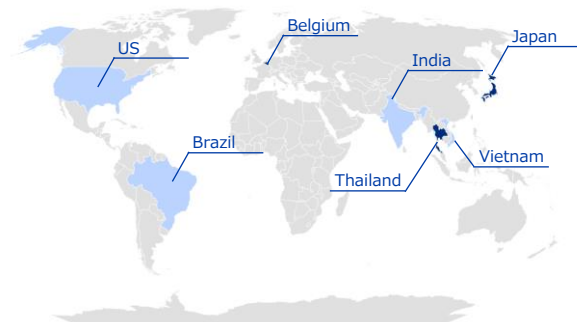 Belgium
Japan
US
India
Brazil
Vietnam
Thailand